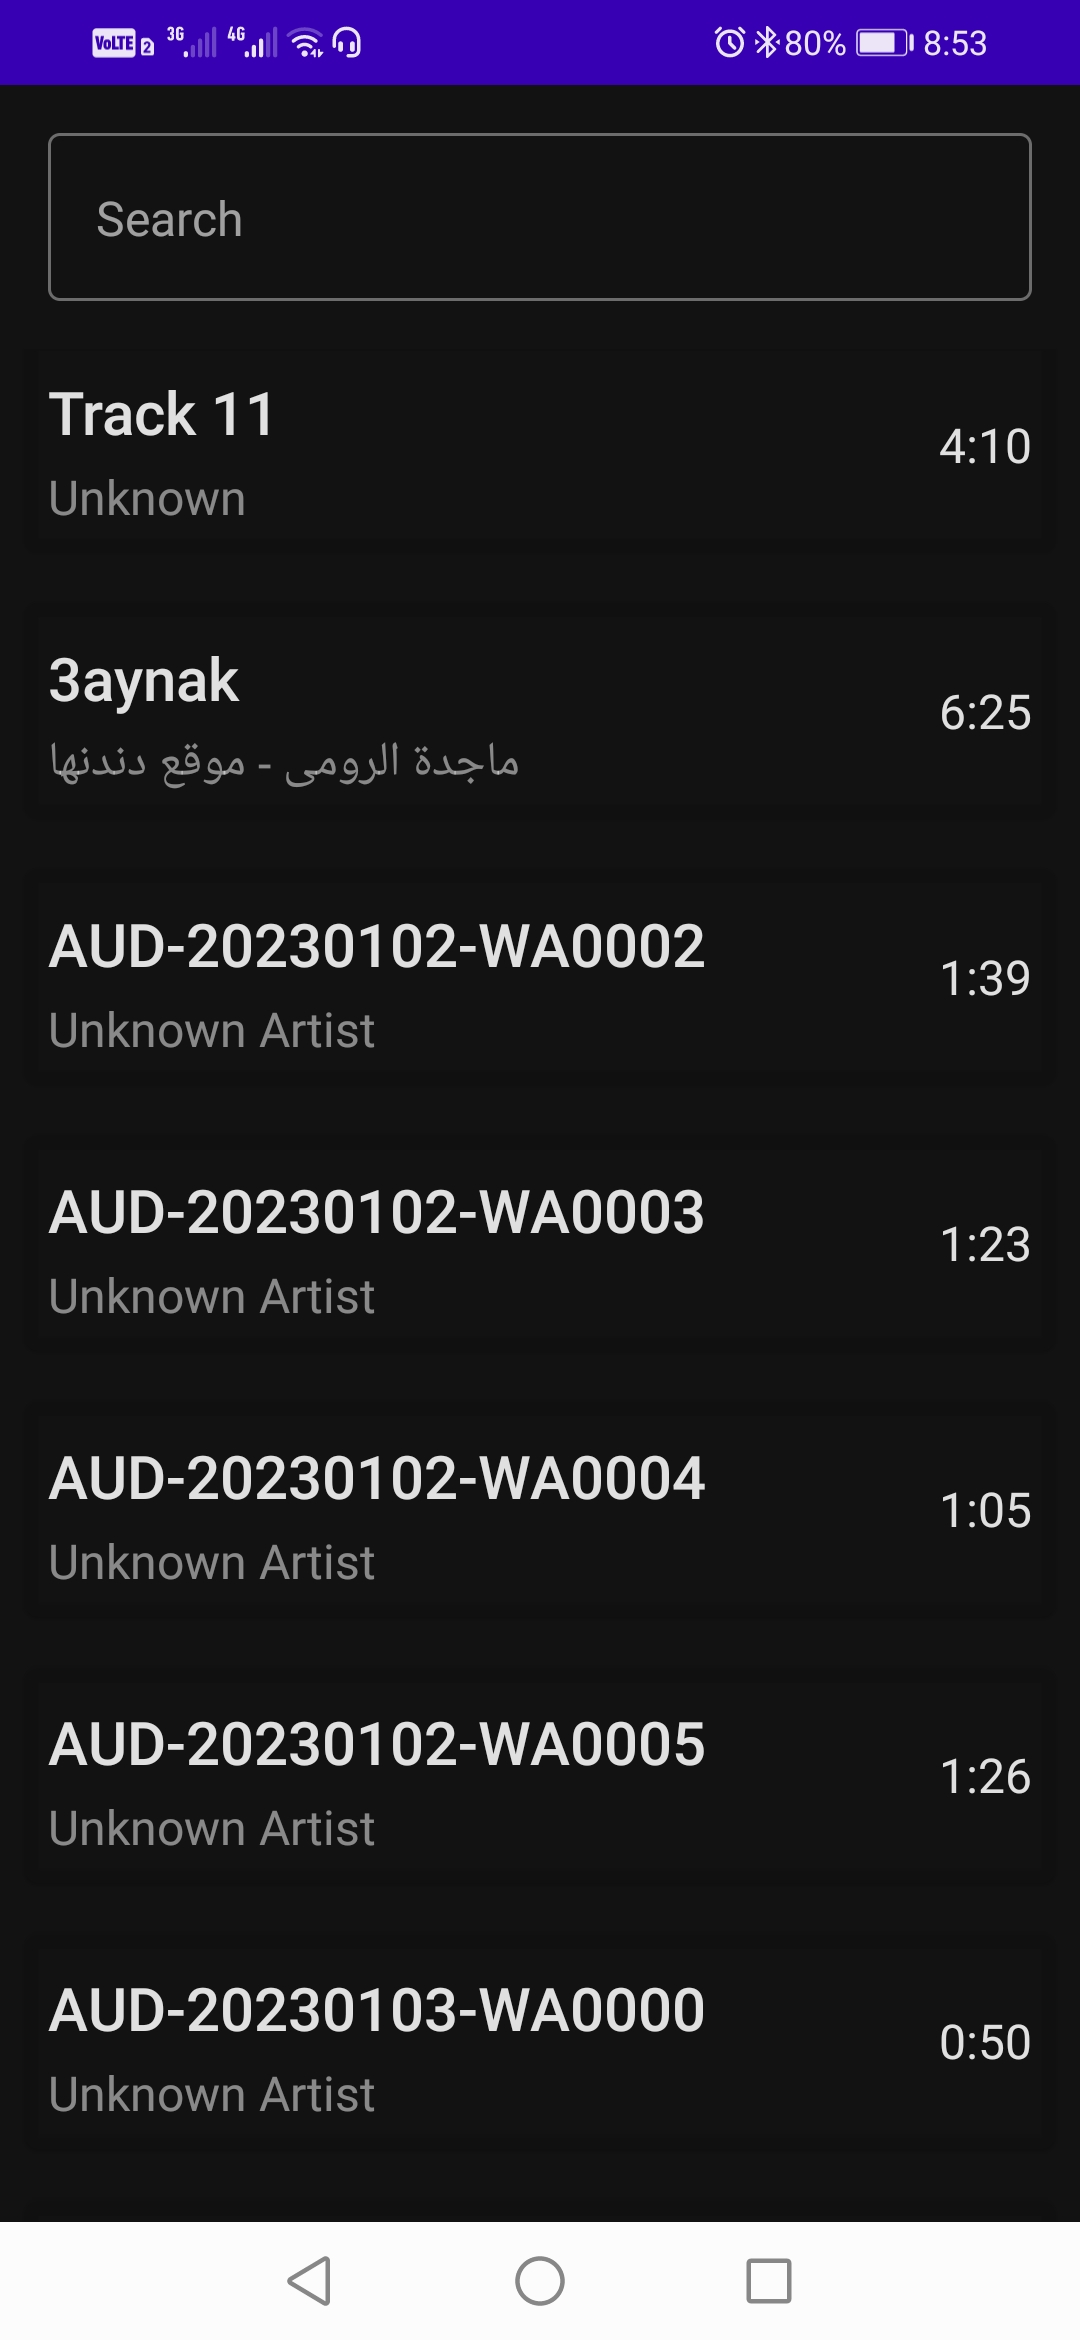 VoLTE 2 3G 4G 80% 8:53
Search
Track 11
4:10
Unknown
3aynak
6:25
ماجدة الرومى - موقع دندنها
AUD-20230102-WA0002
1:39
Unknown Artist
AUD-20230102-WA0003
1:23
Unknown Artist
AUD-20230102-WA0004
1:05
Unknown Artist
AUD-20230102-WA0005
1:26
Unknown Artist
AUD-20230103-WA0000
0:50
Unknown Artist